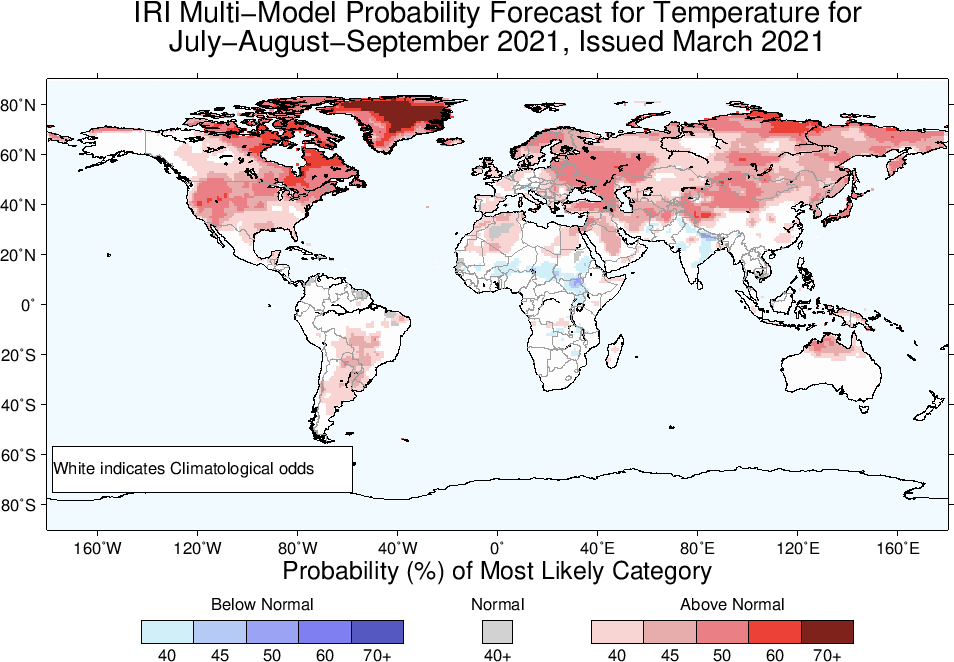 IRI Multi−Model Probability Forecast for Temperature for
July−August−September 2021, Issued March 2021
80˚N
60˚N
40˚N
20˚N
0˚
20˚S
40˚S
60˚S
80˚S
White indicates Climatological odds
160˚W 120˚W 80˚W 40˚W 0˚ 40˚E 80˚E 120˚E 160˚E
Probability (%) of Most Likely Category
Below Normal Normal Above Normal
40 45 50 60 70+ 40+ 40 45 50 60 70+